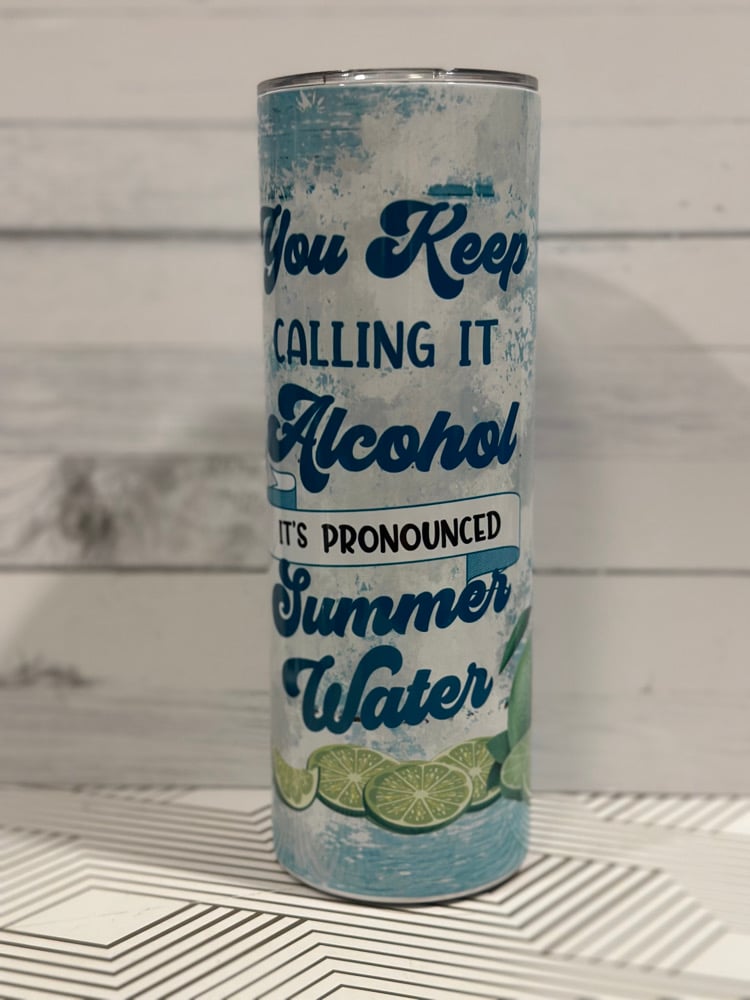 You Keep
CALLING IT
Alcohol
IT'S PRONOUNCED
Summer
Water